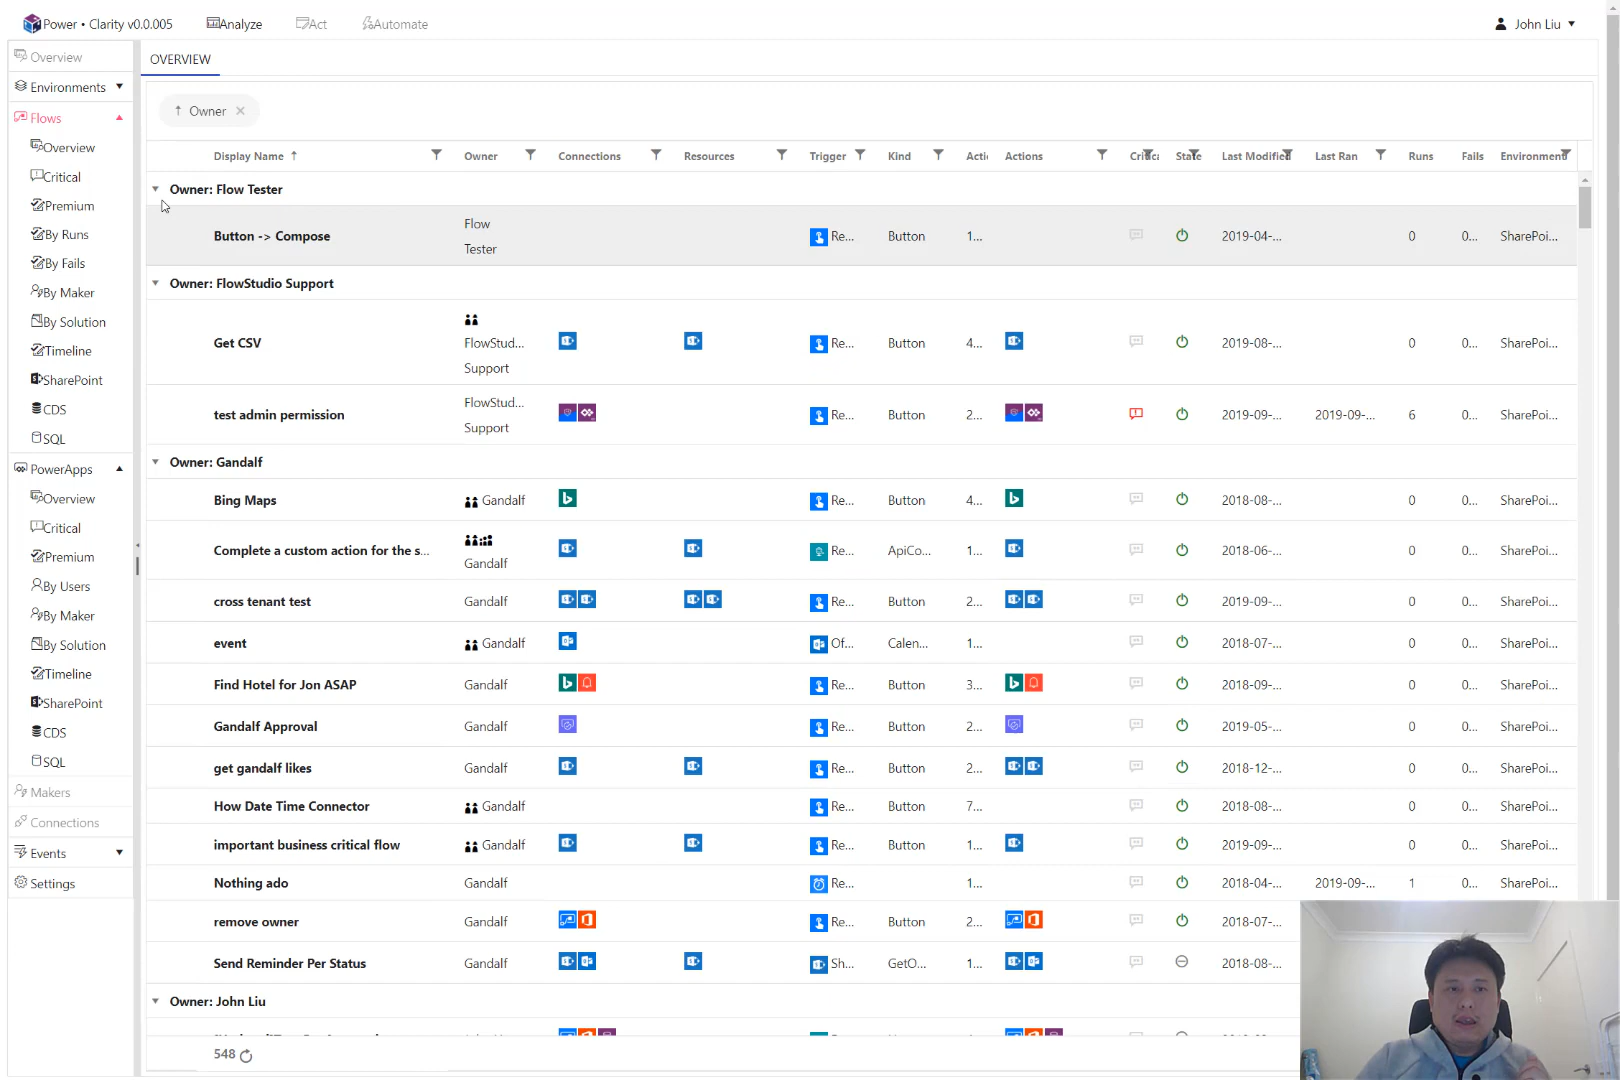 Power • Clarity v0.0.005 Analyze Act Automate John Liu
Overview
Environments
Flows
Overview
Critical
Premium
By Runs
By Fails
By Maker
By Solution
Timeline
SharePoint
CDS
SQL
PowerApps
Overview
Critical
Premium
By Users
By Maker
By Solution
Timeline
SharePoint
CDS
SQL
Makers
Connections
Events
Settings
OVERVIEW
↑ Owner ×
Display Name ↑ Owner Connections Resources Trigger Kind Acti Actions State Last Modified Last Ran Runs Fails Environment
Owner: Flow Tester
Button -> Compose Flow Tester Re... Button 1... 2019-04-... 0 0... SharePoi...
Owner: FlowStudio Support
Get CSV FlowStud... Support Re... Button 4... 2019-08-... 0 0... SharePoi...
test admin permission FlowStud... Support Re... Button 2... 2019-09-... 2019-09-... 6 0... SharePoi...
Owner: Gandalf
Bing Maps Gandalf Re... Button 4... 2018-08-... 0 0... SharePoi...
Complete a custom action for the s... Gandalf Re... ApiCo... 1... 2018-06-... 0 0... SharePoi...
cross tenant test Gandalf Re... Button 2... 2019-09-... 0 0... SharePoi...
event Gandalf Of... Calen... 1... 2018-07-... 0 0... SharePoi...
Find Hotel for Jon ASAP Gandalf Re... Button 3... 2018-09-... 0 0... SharePoi...
Gandalf Approval Gandalf Re... Button 2... 2019-05-... 0 0... SharePoi...
get gandalf likes Gandalf Re... Button 2... 2018-12-... 0 0... SharePoi...
How Date Time Connector Gandalf Re... Button 7... 2018-08-... 0 0... SharePoi...
important business critical flow Gandalf Re... Button 1... 2019-09-... 0 0... SharePoi...
Nothing ado Gandalf Re... 1... 2018-04-... 2019-09-... 1 0... SharePoi...
remove owner Gandalf Re... Button 2... 2018-07-...
Send Reminder Per Status Gandalf Sh... GetO... 1... 2018-08-...
Owner: John Liu
548